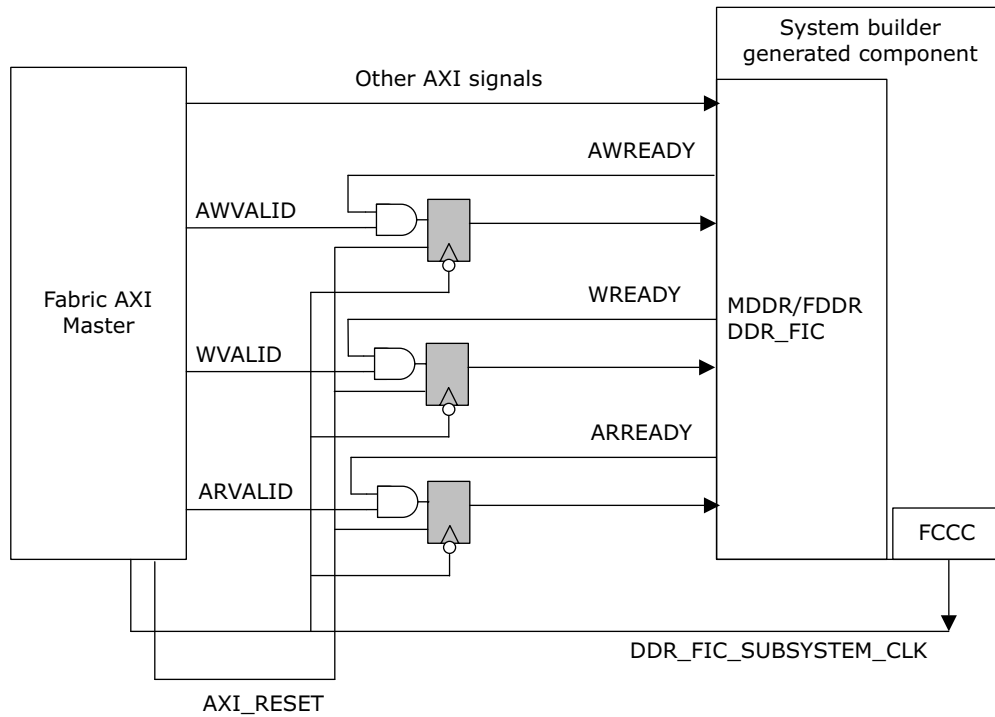 System builder
generated component
Other AXI signals
AWREADY
AWVALID
Fabric AXI
Master
WREADY
MDDR/FDDR
DDR_FIC
WVALID
ARREADY
ARVALID
FCCC
DDR_FIC_SUBSYSTEM_CLK
AXI_RESET